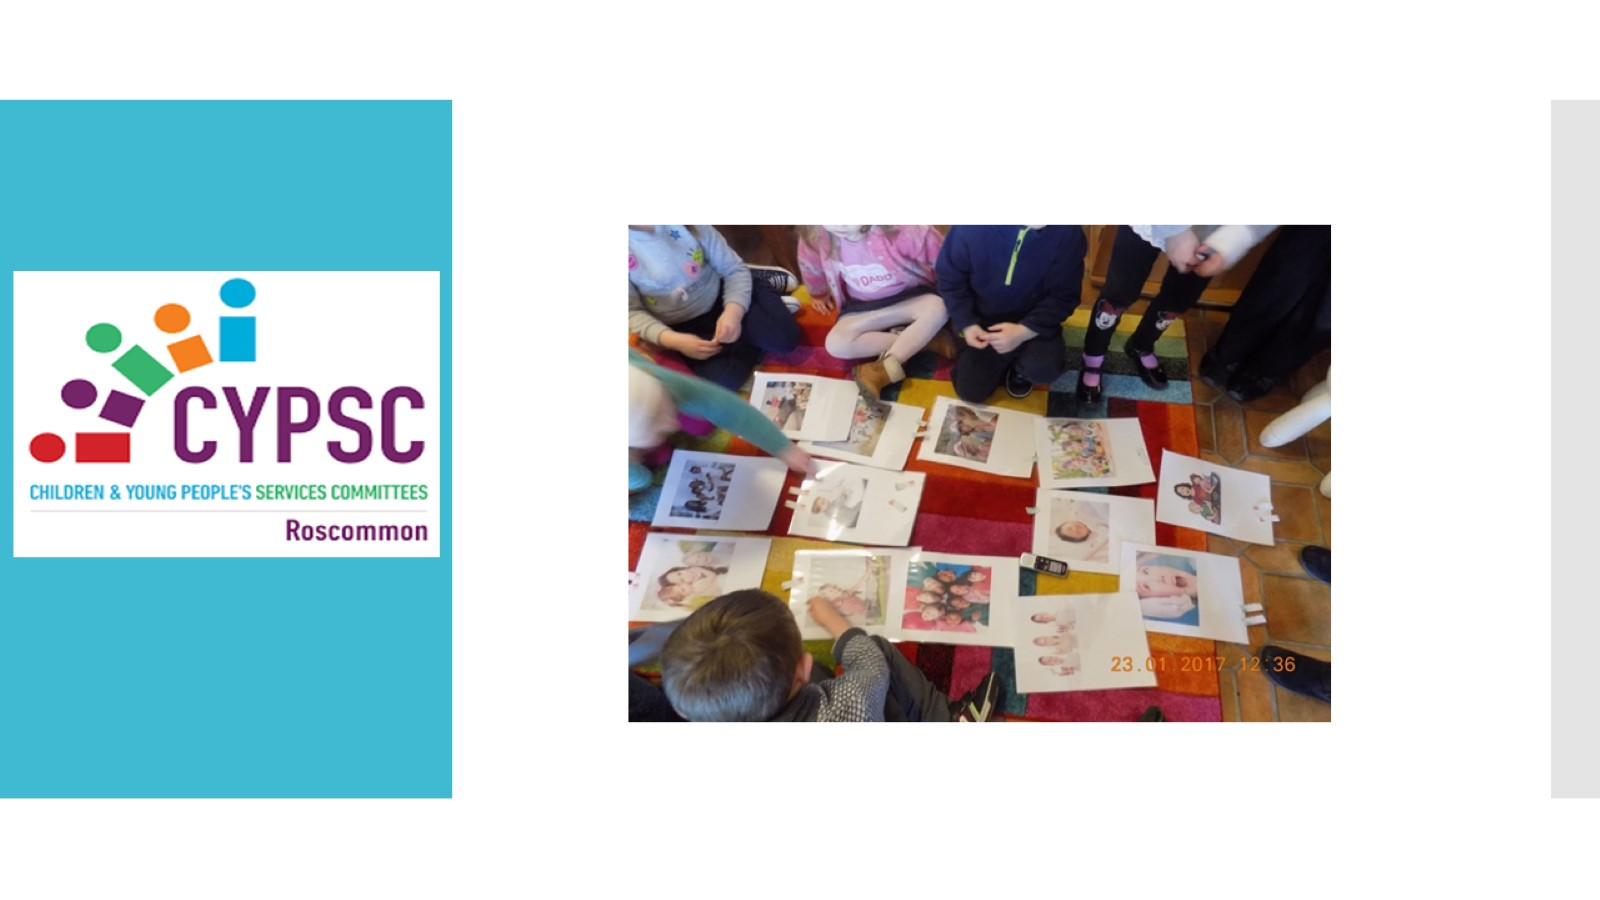 CYPSC
CHILDREN & YOUNG PEOPLE'S SERVICES COMMITTEES
Roscommon
23.01.2017 12:36